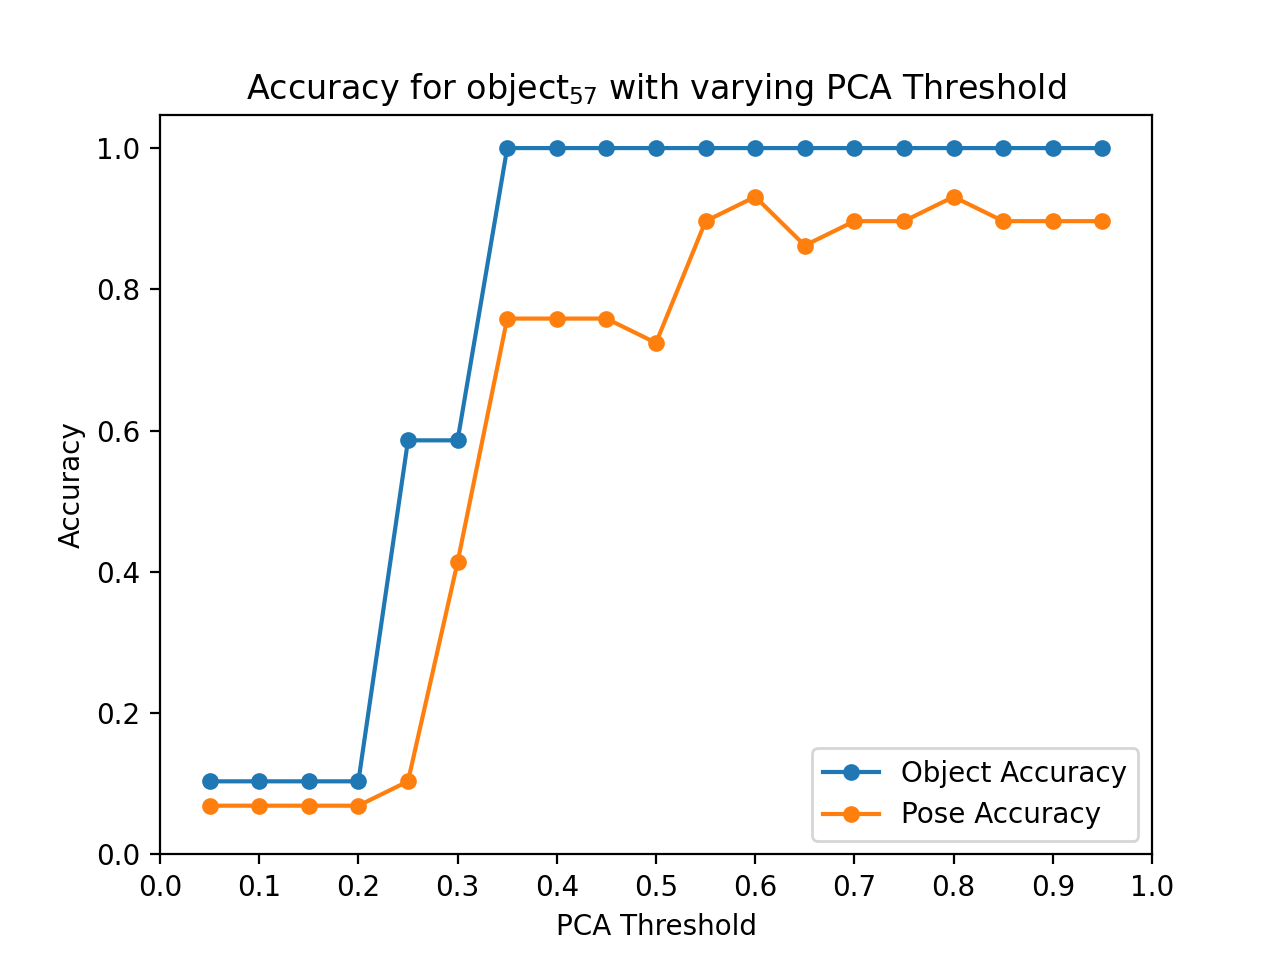 Accuracy for object₅₇ with varying PCA Threshold
1.0
0.8
0.6
0.4
0.2
0.0
Accuracy
Object Accuracy
Pose Accuracy
0.0 0.1 0.2 0.3 0.4 0.5 0.6 0.7 0.8 0.9 1.0
PCA Threshold